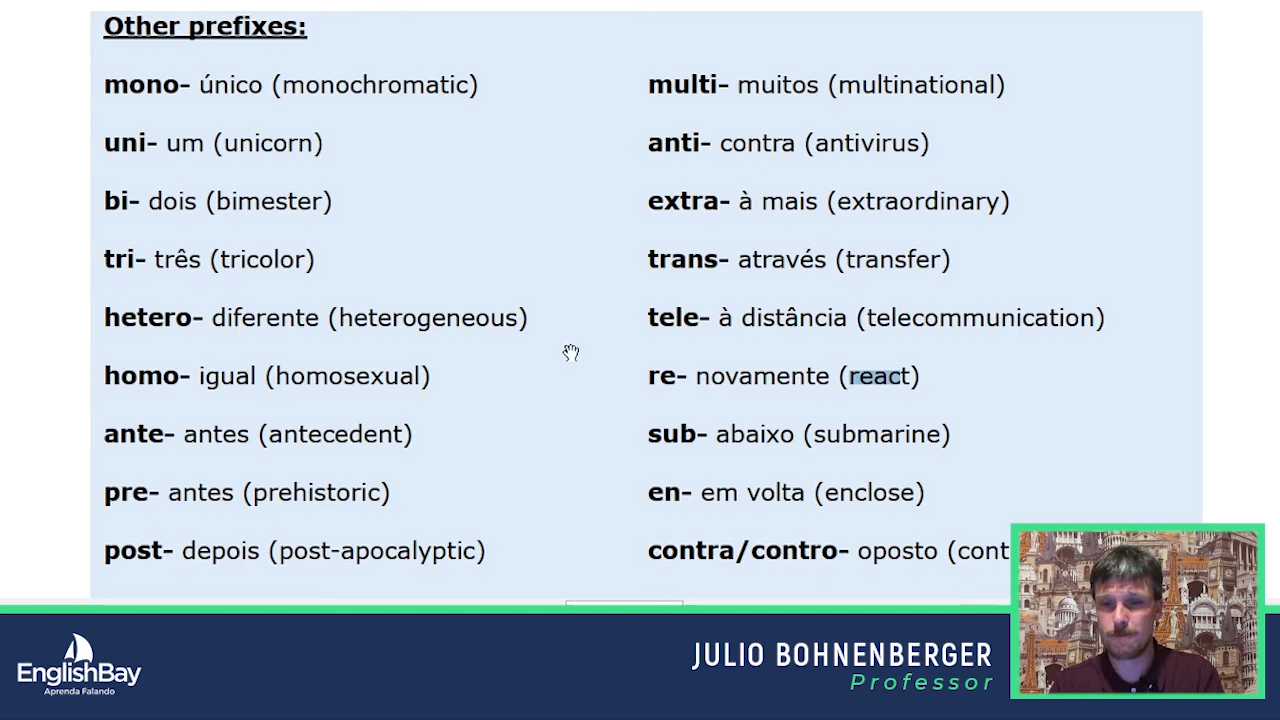 Other prefixes:
mono- único (monochromatic)
uni- um (unicorn)
bi- dois (bimester)
tri- três (tricolor)
hetero- diferente (heterogeneous)
homo- igual (homosexual)
ante- antes (antecedent)
pre- antes (prehistoric)
post- depois (post-apocalyptic)
multi- muitos (multinational)
anti- contra (antivirus)
extra- à mais (extraordinary)
trans- através (transfer)
tele- à distância (telecommunication)
re- novamente (react)
sub- abaixo (submarine)
en- em volta (enclose)
contra/contro- oposto (cont
EnglishBay
Aprenda Falando
JULIO BOHNENBERGER
Professor